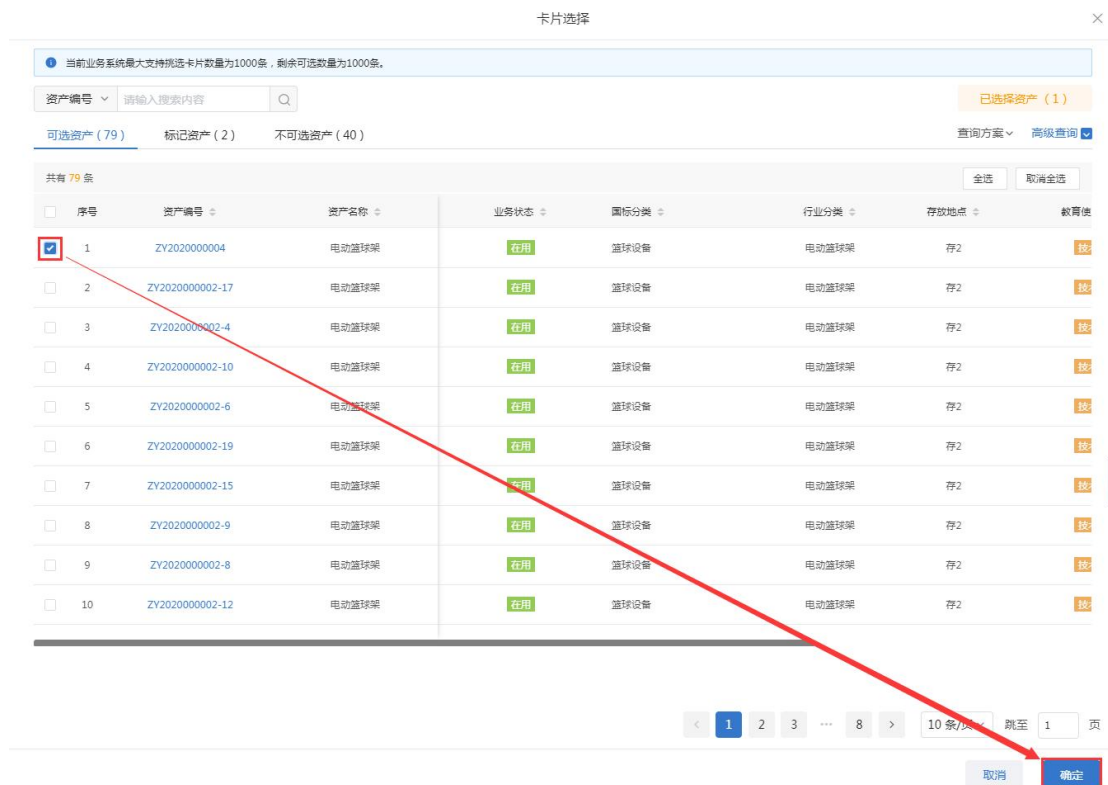 卡片选择
当前业务系统最大支持挑选卡片数量为1000条，剩余可选数量为1000条。
资产编号 请输入搜索内容 已选择资产（1）
可选资产（79） 标记资产（2） 不可选资产（40） 查询方案 高级查询
共有 79 条 全选 取消全选
序号 资产编号 资产名称 业务状态 国标分类 行业分类 存放地点 教育使
1 ZY2020000004 电动篮球架 在用 篮球设备 电动篮球架 存2 技
2 ZY2020000002-17 电动篮球架 在用 篮球设备 电动篮球架 存2 技
3 ZY2020000002-4 电动篮球架 在用 篮球设备 电动篮球架 存2 技
4 ZY2020000002-10 电动篮球架 在用 篮球设备 电动篮球架 存2 技
5 ZY2020000002-6 电动篮球架 在用 篮球设备 电动篮球架 存2 技
6 ZY2020000002-19 电动篮球架 在用 篮球设备 电动篮球架 存2 技
7 ZY2020000002-15 电动篮球架 在用 篮球设备 电动篮球架 存2 技
8 ZY2020000002-9 电动篮球架 在用 篮球设备 电动篮球架 存2 技
9 ZY2020000002-8 电动篮球架 在用 篮球设备 电动篮球架 存2 技
10 ZY2020000002-12 电动篮球架 在用 篮球设备 电动篮球架 存2 技
1 2 3 ··· 8 10 条/页 跳至 1 页
取消 确定